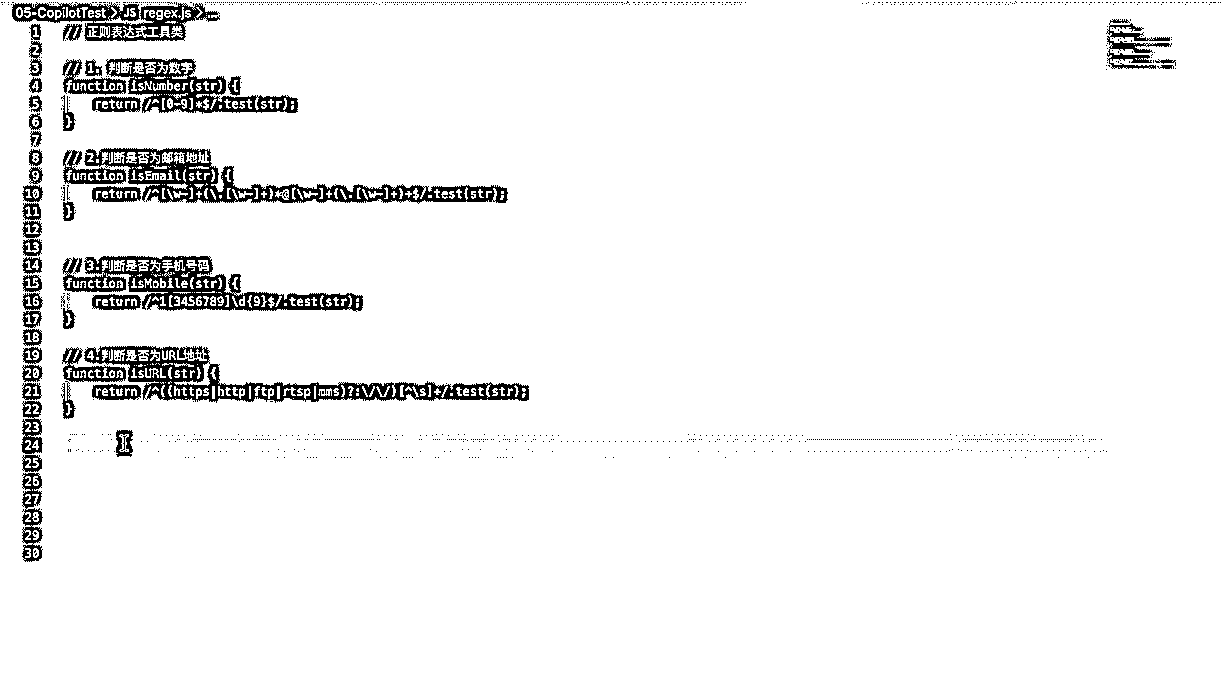 05-CopilotTest > JS regex.js > ...
1 /// 正则表达式工具类
2
3 /// 1. 判断是否为数字
4 function isNumber(str) {
5 return /^[0-9]*$/.test(str);
6 }
7
8 /// 2.判断是否为邮箱地址
9 function isEmail(str) {
10 return /^[\w-]+(\.[\w-]+)*@[\w-]+(\.[\w-]+)+$/.test(str);
11 }
12
13
14 /// 3.判断是否为手机号码
15 function isMobile(str) {
16 return /^1[3456789]\d{9}$/.test(str);
17 }
18
19 /// 4.判断是否为URL地址
20 function isURL(str) {
21 return /^((https|http|ftp|rtsp|mms)?:\/\/)[^\s]+/.test(str);
22 }
23
24
25
26
27
28
29
30